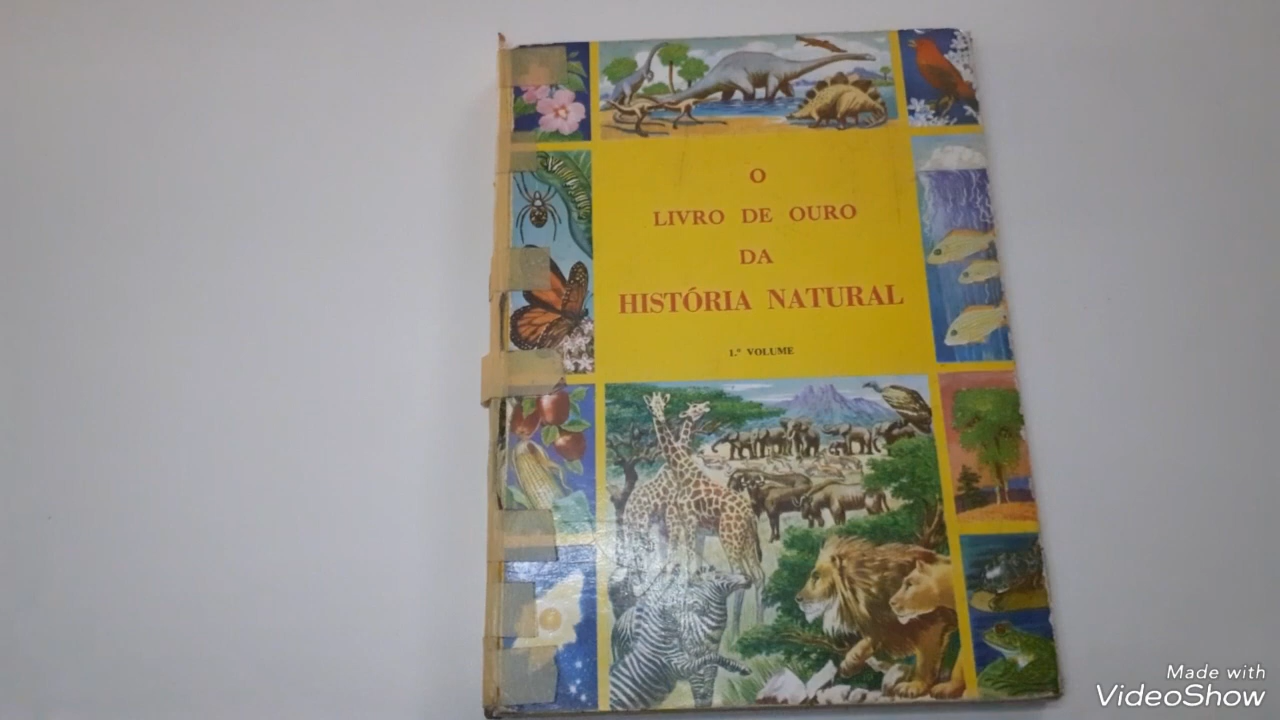 O
LIVRO DE OURO
DA
HISTÓRIA NATURAL
1.º VOLUME
Made with
VideoShow